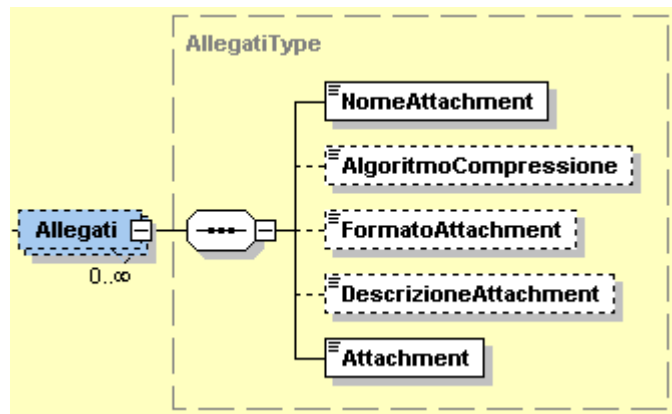 AllegatiType
NomeAttachment
AlgoritmoCompressione
Allegati
FormatoAttachment
0..∞
DescrizioneAttachment
Attachment